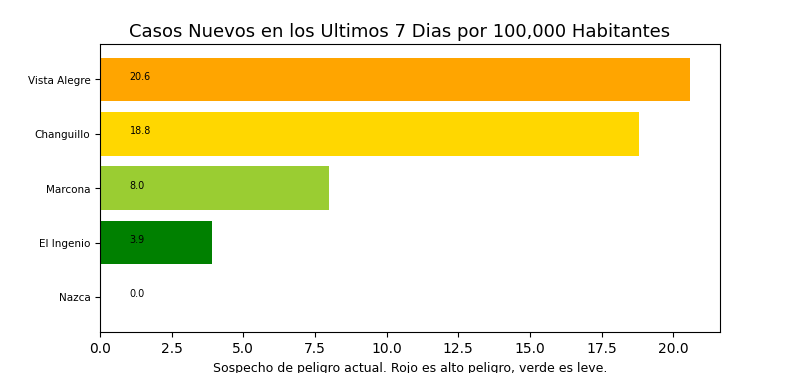 Casos Nuevos en los Ultimos 7 Dias por 100,000 Habitantes
Vista Alegre 20.6
Changuillo 18.8
Marcona 8.0
El Ingenio 3.9
Nazca 0.0
0.0 2.5 5.0 7.5 10.0 12.5 15.0 17.5 20.0
Sospecho de peligro actual. Rojo es alto peligro, verde es leve.